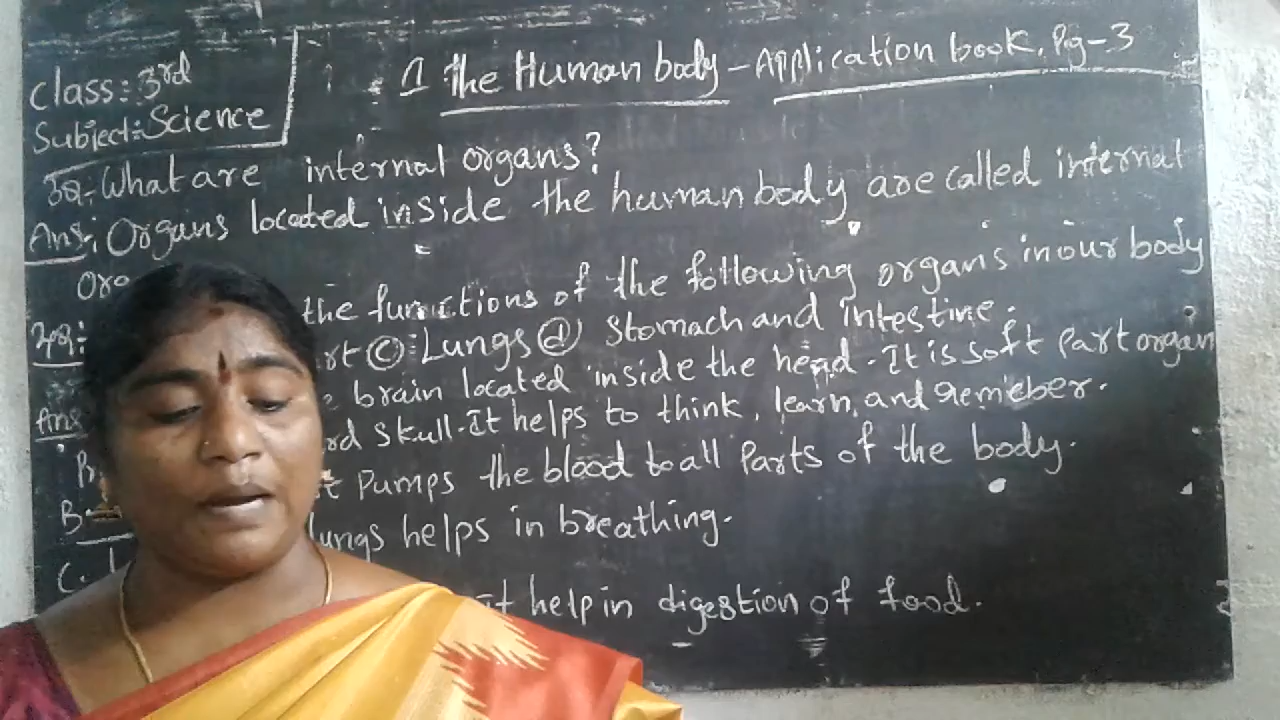 Class: 3rd
Subject: Science
1 The Human body - Application book. Pg-3
3Q. What are internal organs?
Ans: Organs located inside the human body are called internal
4Q: the functions of the following organs in our body
ⓒ Lungs ⓓ Stomach and intestine.
Ans brain located inside the head. It is soft part organ
skull. It helps to think, learn, and remeber.
B. Pumps the blood to all parts of the body.
C. lungs helps in breathing.
help in digestion of food.